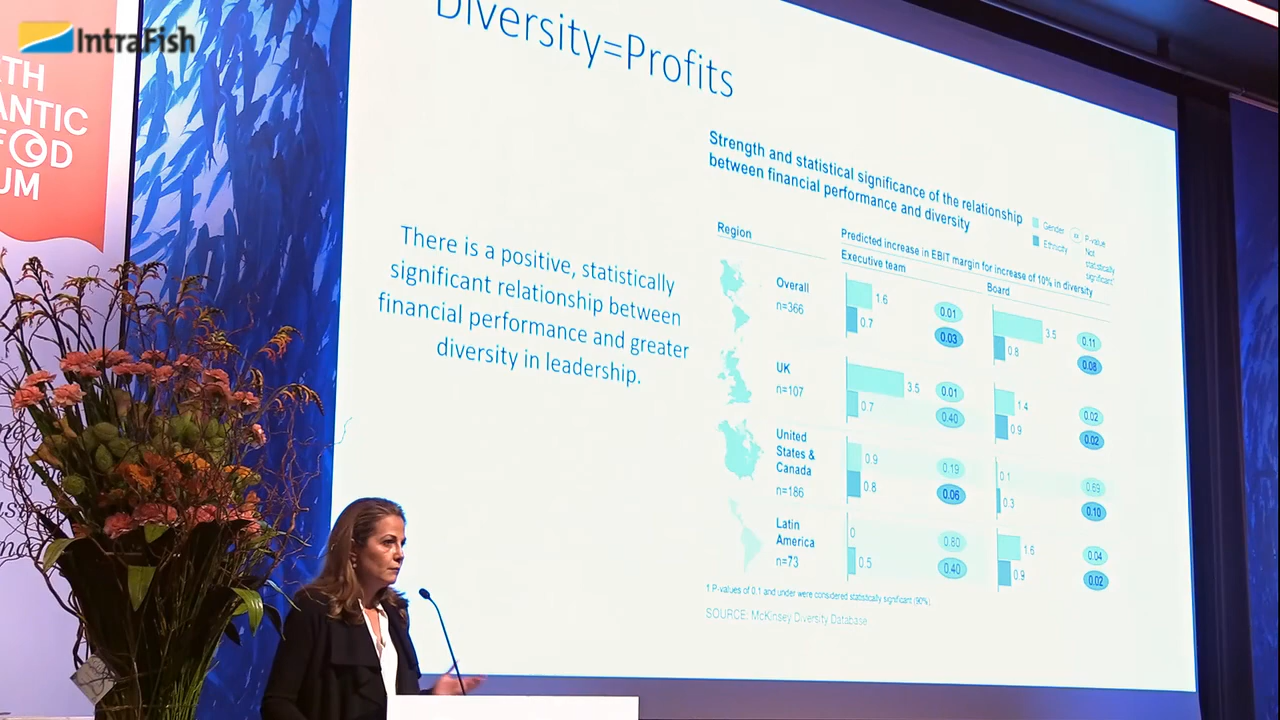 IntraFish
TH
ANTIC
FOOD
UM
Diversity=Profits
There is a positive, statistically
significant relationship between
financial performance and greater
diversity in leadership.
Strength and statistical significance of the relationship
between financial performance and diversity
Gender
Ethnicity
P-value
Not
statistically
significant¹
Region
Predicted increase in EBIT margin for increase of 10% in diversity
Executive team
Board
Overall
n=366
1.6
0.7
0.01
0.03
3.5
0.8
0.11
0.08
UK
n=107
3.5
0.7
0.01
0.40
1.4
0.9
0.02
0.02
United
States &
Canada
n=186
0.9
0.8
0.19
0.06
0.1
0.3
0.69
0.10
Latin
America
n=73
0
0.5
0.80
0.40
1.6
0.9
0.04
0.02
1 P-values of 0.1 and under were considered statistically significant (90%).
SOURCE: McKinsey Diversity Database